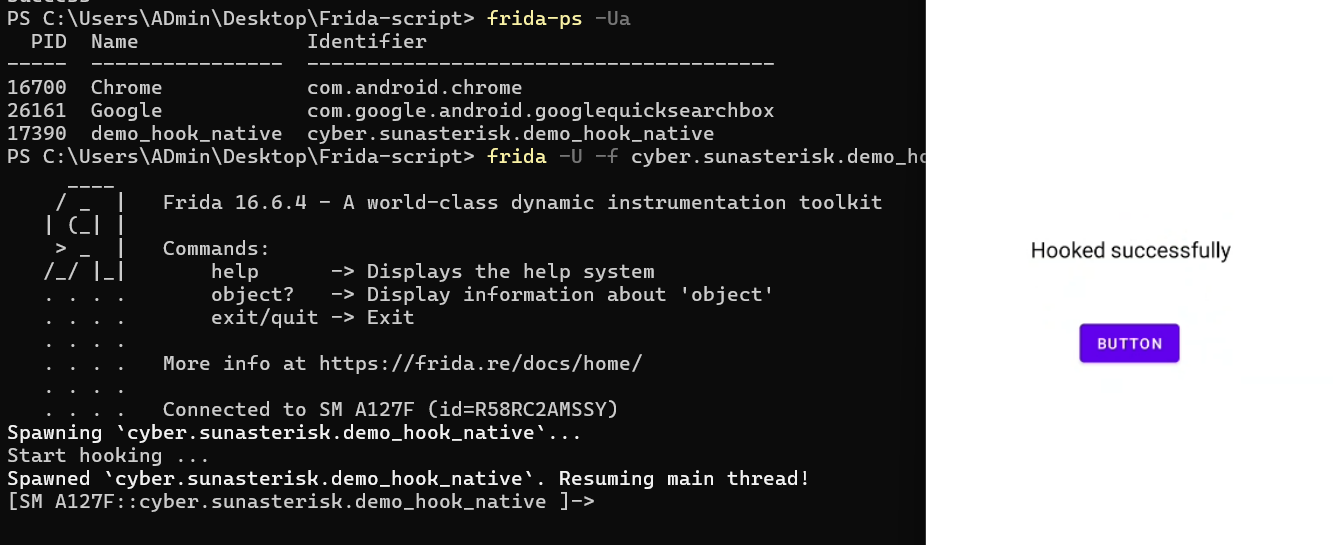 PS C:\Users\ADmin\Desktop\Frida-script> frida-ps -Ua
  PID  Name              Identifier
-----  ----------------  ---------------------------------------
16700  Chrome            com.android.chrome
26161  Google            com.google.android.googlequicksearchbox
17390  demo_hook_native  cyber.sunasterisk.demo_hook_native
PS C:\Users\ADmin\Desktop\Frida-script> frida -U -f cyber.sunasterisk.demo_ho
     ____
    / _  |   Frida 16.6.4 - A world-class dynamic instrumentation toolkit
   | (_| |
    > _  |   Commands:
   /_/ |_|       help      -> Displays the help system
   . . . .       object?   -> Display information about 'object'
   . . . .       exit/quit -> Exit
   . . . .
   . . . .   More info at https://frida.re/docs/home/
   . . . .
   . . . .   Connected to SM A127F (id=R58RC2AMSSY)
Spawning `cyber.sunasterisk.demo_hook_native`...
Start hooking ...
Spawned `cyber.sunasterisk.demo_hook_native`. Resuming main thread!
[SM A127F::cyber.sunasterisk.demo_hook_native ]->
Hooked successfully
BUTTON